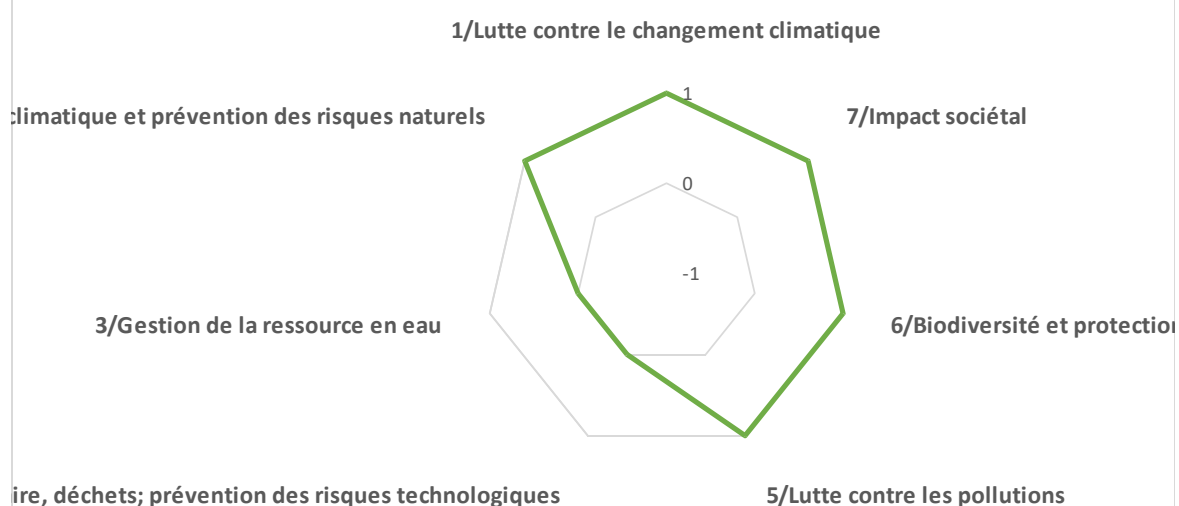 1/Lutte contre le changement climatique
1
climatique et prévention des risques naturels
7/Impact sociétal
0
-1
3/Gestion de la ressource en eau
6/Biodiversité et protection
déchets; prévention des risques technologiques
5/Lutte contre les pollutions